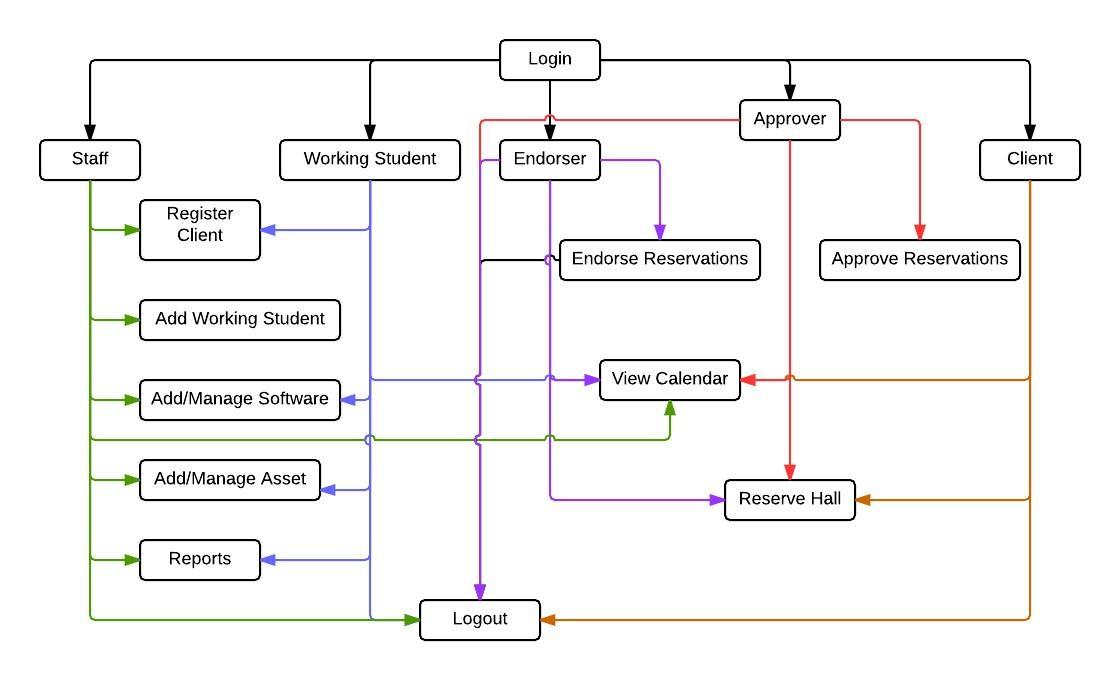 Login
Approver
Staff
Working Student
Endorser
Client
Register
Client
Endorse Reservations
Approve Reservations
Add Working Student
View Calendar
Add/Manage Software
Add/Manage Asset
Reserve Hall
Reports
Logout